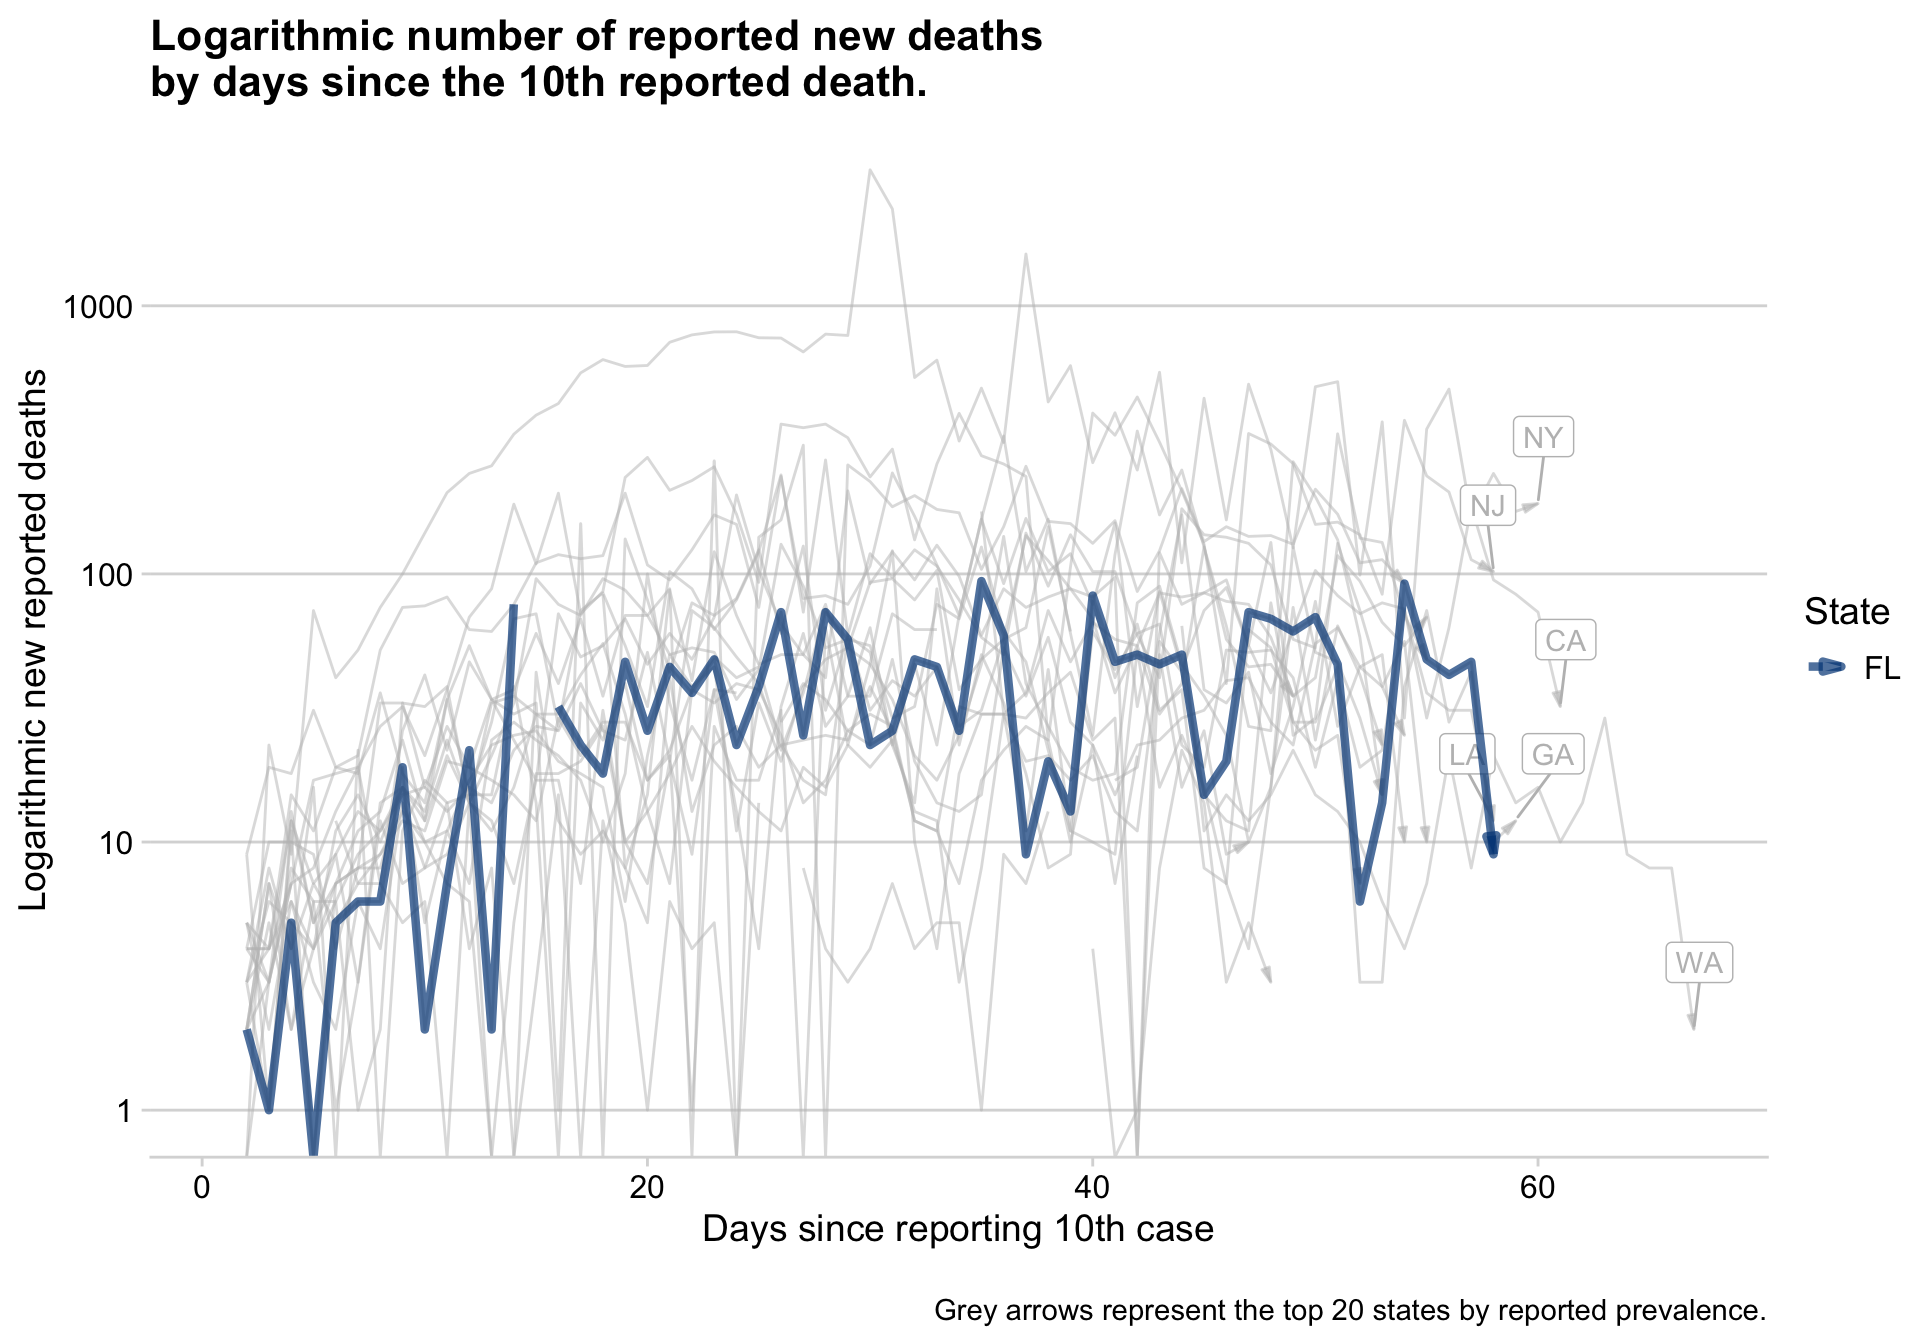 Logarithmic number of reported new deaths
by days since the 10th reported death.
Logarithmic new reported deaths
1000
100
10
1
NY
NJ
CA
LA
GA
WA
State
FL
0
20
40
60
Days since reporting 10th case
Grey arrows represent the top 20 states by reported prevalence.